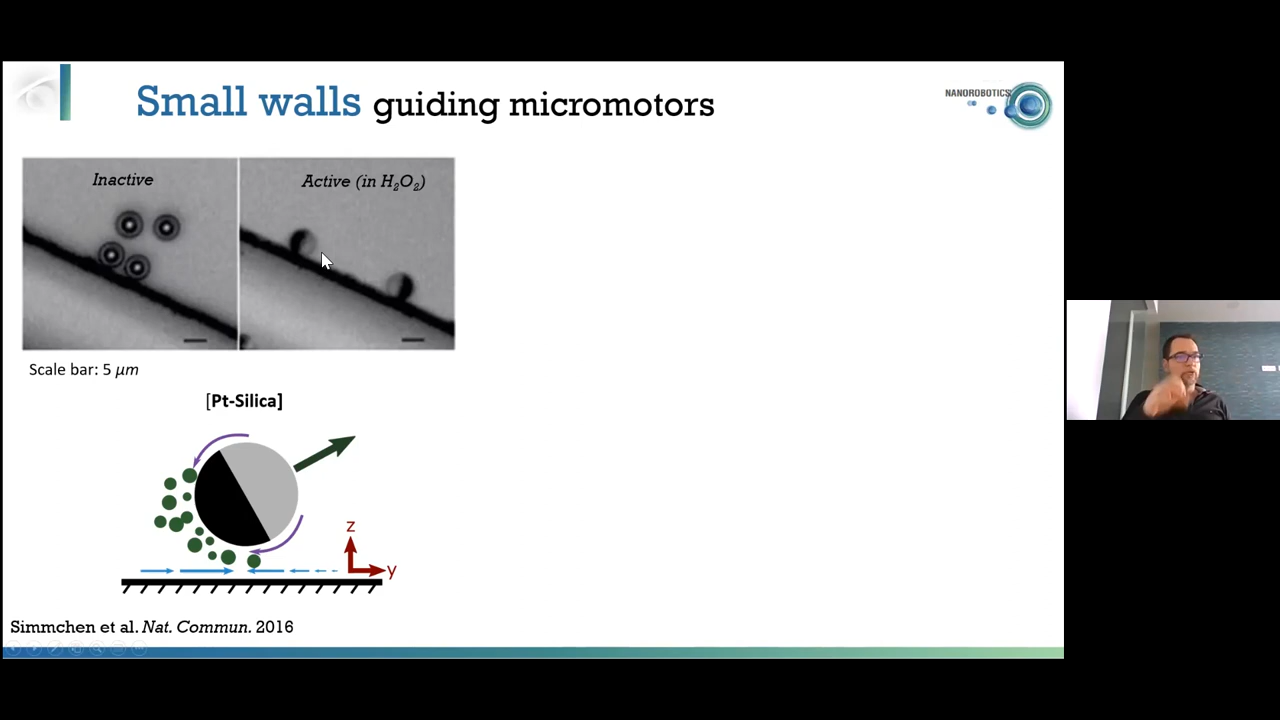 Small walls guiding micromotors
NANOROBOTICS
Inactive
Active (in H₂O₂)
Scale bar: 5 μm
[Pt-Silica]
z
y
Simmchen et al. Nat. Commun. 2016